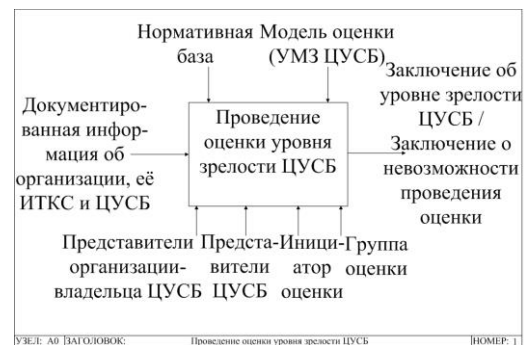 Нормативная
база
Модель оценки
(УМЗ ЦУСБ)
Документиро-
ванная инфор-
мация об
организации, её
ИТКС и ЦУСБ
Проведение
оценки уровня
зрелости ЦУСБ
Заключение об
уровне зрелости
ЦУСБ /
Заключение о
невозможности
проведения
оценки
Представители
организации-
владельца ЦУСБ
Предста-
вители
ЦУСБ
Иници-
атор
оценки
Группа
оценки
УЗЕЛ: A0 ЗАГОЛОВОК: Проведение оценки уровня зрелости ЦУСБ НОМЕР: 1